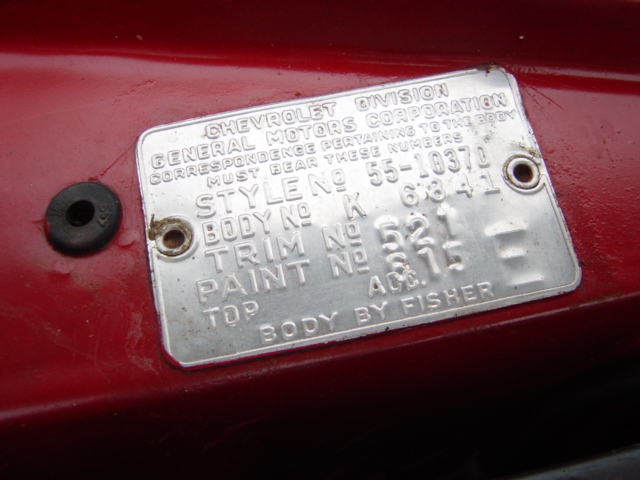 CHEVROLET DIVISION
GENERAL MOTORS CORPORATION
CORRESPONDENCE PERTAINING TO THE BODY
MUST BEAR THESE NUMBERS
STYLE NO 55-1037D
BODY NO K 6341
TRIM NO 521
PAINT NO 615 E
TOP ACC.
BODY BY FISHER